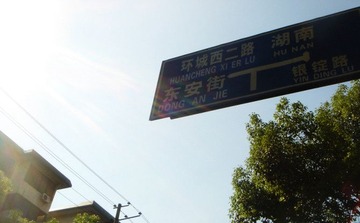 环城西二路 湖南
HUANCHENG XI ER LU HU NAN
东安街 银锭路
DONG AN JIE YIN DING LU